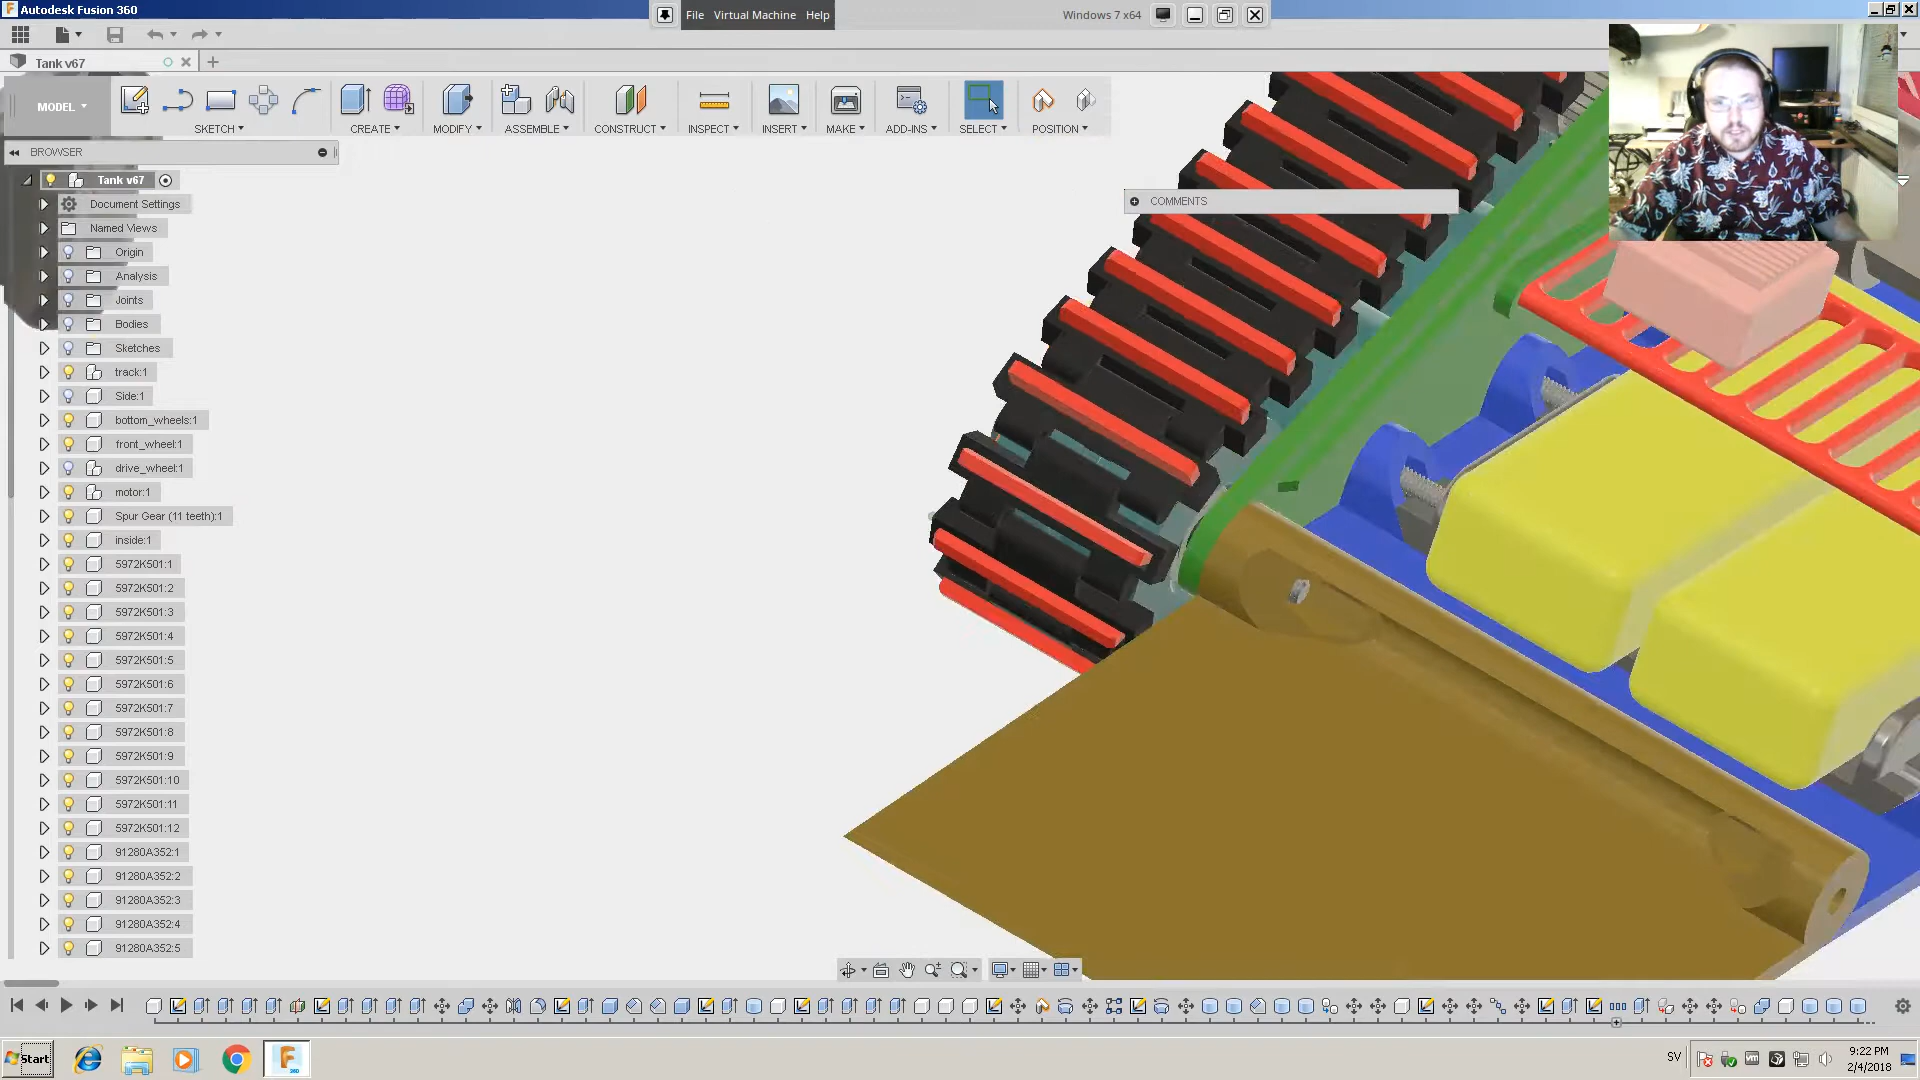 Autodesk Fusion 360
File Virtual Machine Help
Windows 7 x64
Tank v67
MODEL
SKETCH
CREATE
MODIFY
ASSEMBLE
CONSTRUCT
INSPECT
INSERT
MAKE
ADD-INS
SELECT
POSITION
BROWSER
COMMENTS
Tank v67
Document Settings
Named Views
Origin
Analysis
Joints
Bodies
Sketches
track:1
Side:1
bottom_wheels:1
front_wheel:1
drive_wheel:1
motor:1
Spur Gear (11 teeth):1
inside:1
5972K501:1
5972K501:2
5972K501:3
5972K501:4
5972K501:5
5972K501:6
5972K501:7
5972K501:8
5972K501:9
5972K501:10
5972K501:11
5972K501:12
91280A352:1
91280A352:2
91280A352:3
91280A352:4
91280A352:5
Start
SV
9:22 PM
2/4/2018